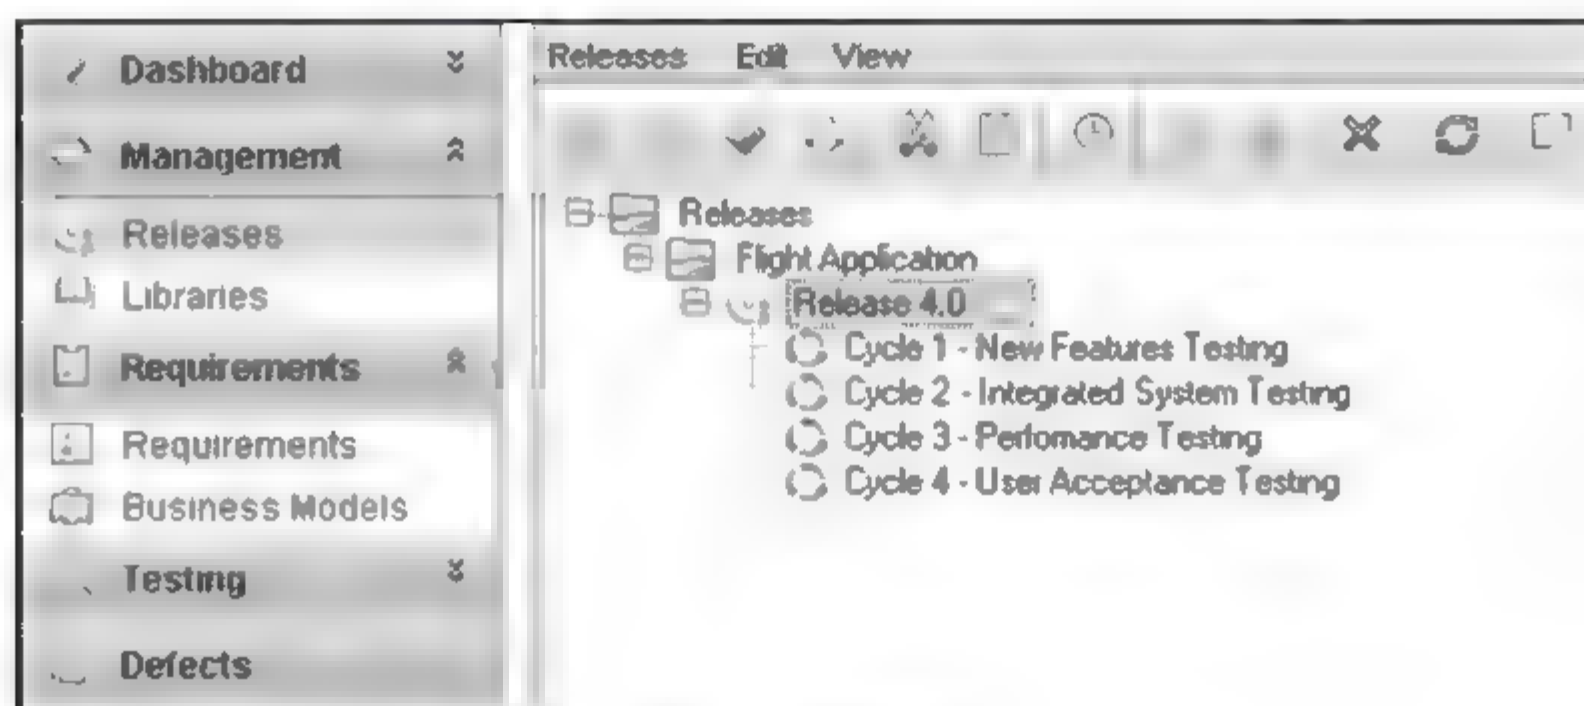 Dashboard
Management
Releases
Libraries
Requirements
Requirements
Business Models
Testing
Defects
Releases Edit View
Releases
Flight Application
Release 4.0
Cycle 1 - New Features Testing
Cycle 2 - Integrated System Testing
Cycle 3 - Perfomance Testing
Cycle 4 - User Acceptance Testing